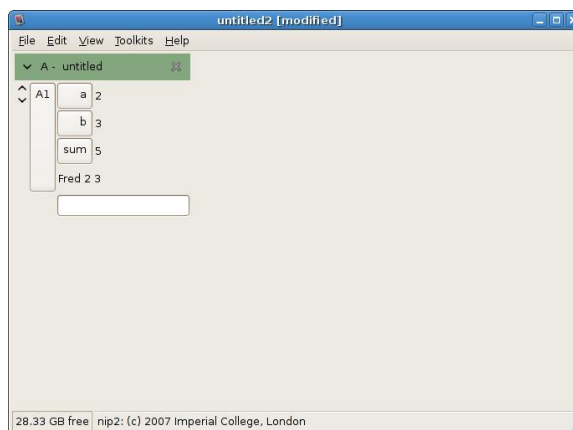 untitled2 [modified]
File Edit View Toolkits Help
A - untitled
A1 a 2
b 3
sum 5
Fred 2 3
28.33 GB free nip2: (c) 2007 Imperial College, London